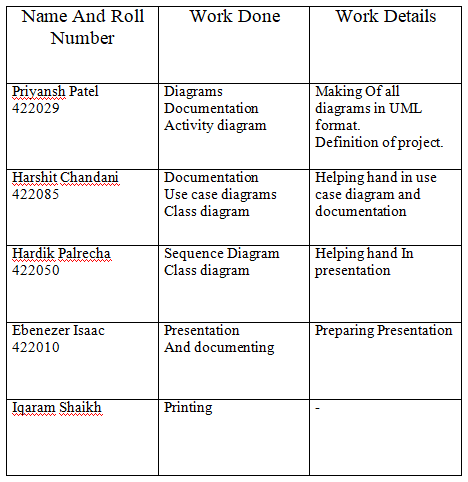 Name And Roll Number
Work Done
Work Details
Priyansh Patel
422029
Diagrams
Documentation
Activity diagram
Making Of all
diagrams in UML
format.
Definition of project.
Harshit Chandani
422085
Documentation
Use case diagrams
Class diagram
Helping hand in use
case diagram and
documentation
Hardik Palrecha
422050
Sequence Diagram
Class diagram
Helping hand In
presentation
Ebenezer Isaac
422010
Presentation
And documenting
Preparing Presentation
Iqaram Shaikh
Printing
-